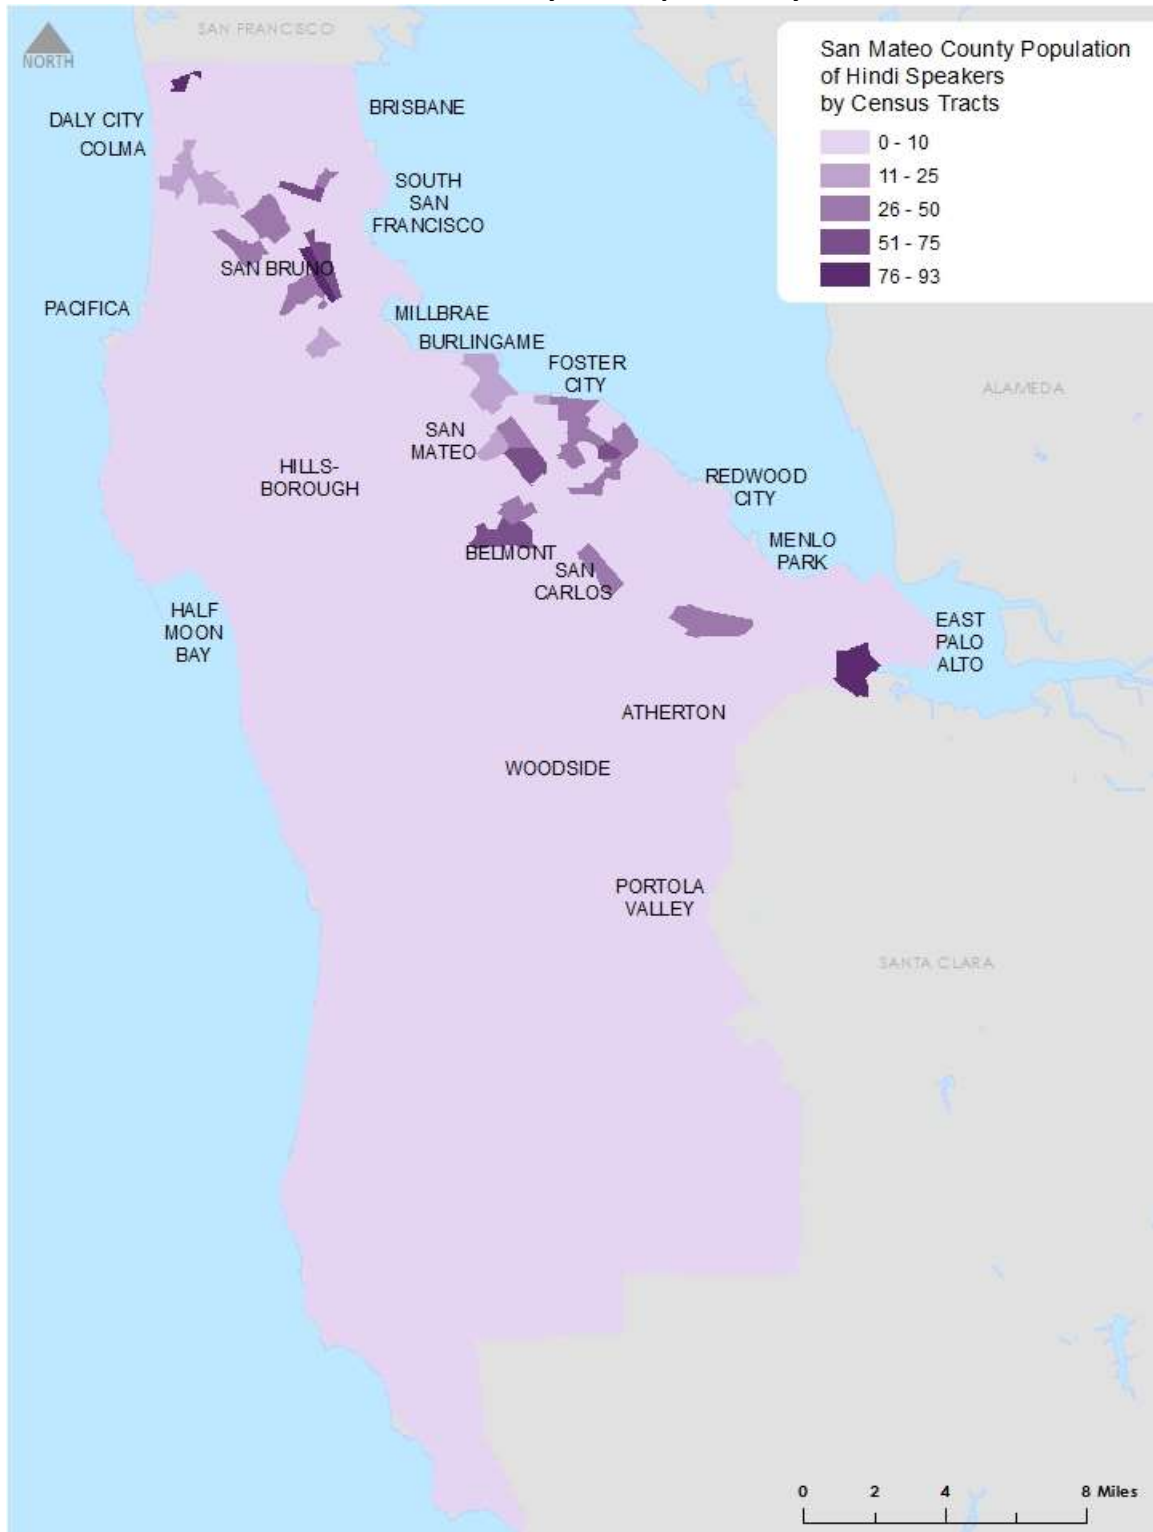 SAN FRANCISCO
NORTH
San Mateo County Population
of Hindi Speakers
by Census Tracts
0 - 10
11 - 25
26 - 50
51 - 75
76 - 93
BRISBANE
DALY CITY
COLMA
SOUTH
SAN
FRANCISCO
SAN BRUNO
PACIFICA
MILLBRAE
BURLINGAME
FOSTER
CITY
ALAMEDA
SAN
MATEO
HILLS-
BOROUGH
REDWOOD
CITY
MENLO
PARK
BELMONT
SAN
CARLOS
HALF
MOON
BAY
EAST
PALO
ALTO
ATHERTON
WOODSIDE
PORTOLA
VALLEY
SANTA CLARA
0 2 4 8 Miles